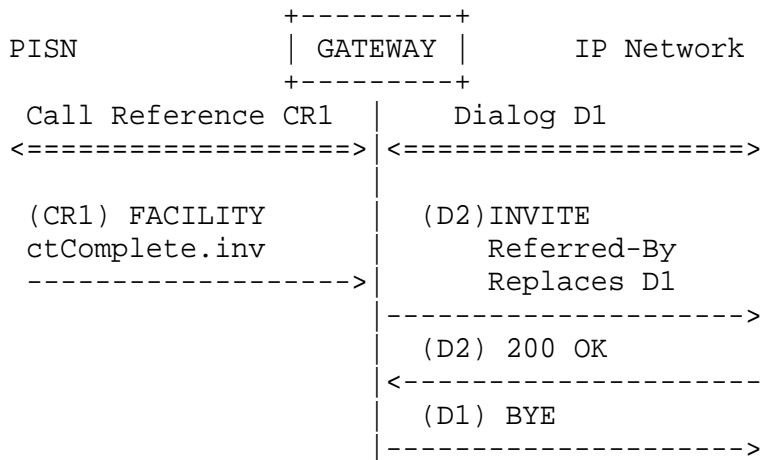 +---------+
PISN            | GATEWAY |      IP Network
                +---------+
 Call Reference CR1  |    Dialog D1
<===================>|<====================>
                     |
 (CR1) FACILITY      |  (D2)INVITE
 ctComplete.inv      |      Referred-By
 ------------------->|      Replaces D1
                     |--------------------->
                     |  (D2) 200 OK
                     |<---------------------
                     |  (D1) BYE
                     |--------------------->